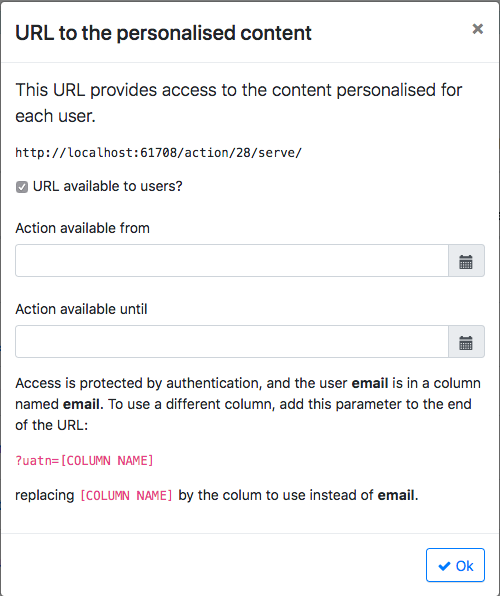 URL to the personalised content
×
This URL provides access to the content personalised for
each user.
http://localhost:61708/action/28/serve/
URL available to users?
Action available from
Action available until
Access is protected by authentication, and the user email is in a column
named email. To use a different column, add this parameter to the end
of the URL:
?uatn=[COLUMN NAME]
replacing [COLUMN NAME] by the colum to use instead of email.
Ok